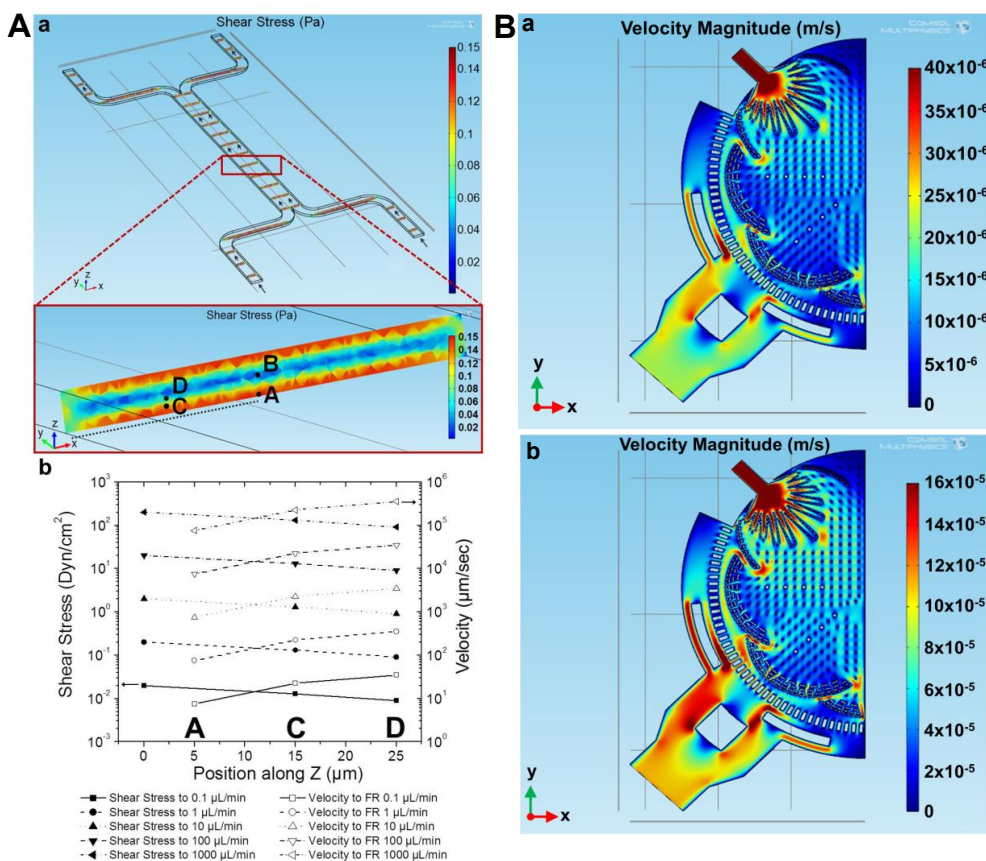 A
a
Shear Stress (Pa)
0.15
0.14
0.12
0.1
0.08
0.06
0.04
0.02
z
y
x
Shear Stress (Pa)
0.15
0.14
0.12
0.10
0.08
0.06
0.04
0.02
B
D
C
A
z
y
x
b
Shear Stress (Dyn/cm²)
10³
10²
10¹
10⁰
10⁻¹
10⁻²
10⁻³
Velocity (µm/sec)
10⁶
10⁵
10⁴
10³
10²
10¹
10⁰
A C D
0 5 10 15 20 25
Position along Z (µm)
Shear Stress to 0.1 µL/min
Shear Stress to 1 µL/min
Shear Stress to 10 µL/min
Shear Stress to 100 µL/min
Shear Stress to 1000 µL/min
Velocity to FR 0.1 µL/min
Velocity to FR 1 µL/min
Velocity to FR 10 µL/min
Velocity to FR 100 µL/min
Velocity to FR 1000 µL/min
B
a
Velocity Magnitude (m/s)
COMSOL
MULTIPHYSICS
40x10⁻⁶
35x10⁻⁶
30x10⁻⁶
25x10⁻⁶
20x10⁻⁶
15x10⁻⁶
10x10⁻⁶
5x10⁻⁶
0
y
x
b
Velocity Magnitude (m/s)
COMSOL
MULTIPHYSICS
16x10⁻⁵
14x10⁻⁵
12x10⁻⁵
10x10⁻⁵
8x10⁻⁵
6x10⁻⁵
4x10⁻⁵
2x10⁻⁵
0
y
x